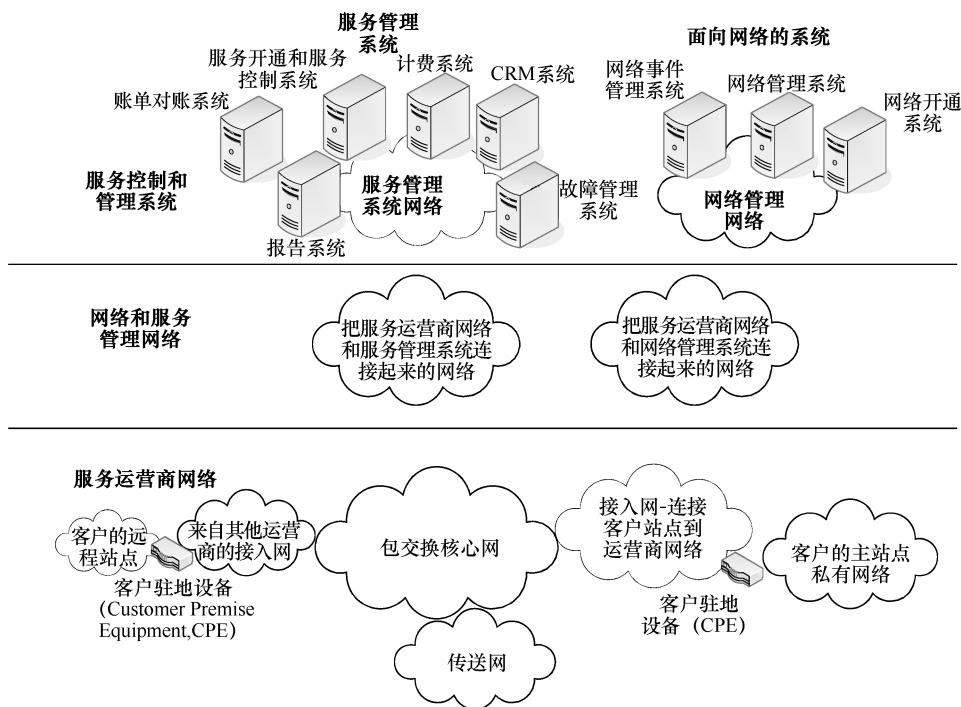 服务管理
系统
面向网络的系统
服务开通和服务
控制系统
计费系统
CRM系统
网络事件
管理系统
网络管理系统
网络开通
系统
账单对账系统
服务控制和
管理系统
服务管理
系统网络
故障管理
系统
网络管理
网络
报告系统
网络和服务
管理网络
把服务运营商网络
和服务管理系统连
接起来的网络
把服务运营商网络
和网络管理系统连
接起来的网络
服务运营商网络
客户的远
程站点
来自其他运营
商的接入网
包交换核心网
接入网-连接
客户站点到
运营商网络
客户的主站点
私有网络
客户驻地设备
(Customer Premise
Equipment,CPE)
客户驻地
设备（CPE）
传送网